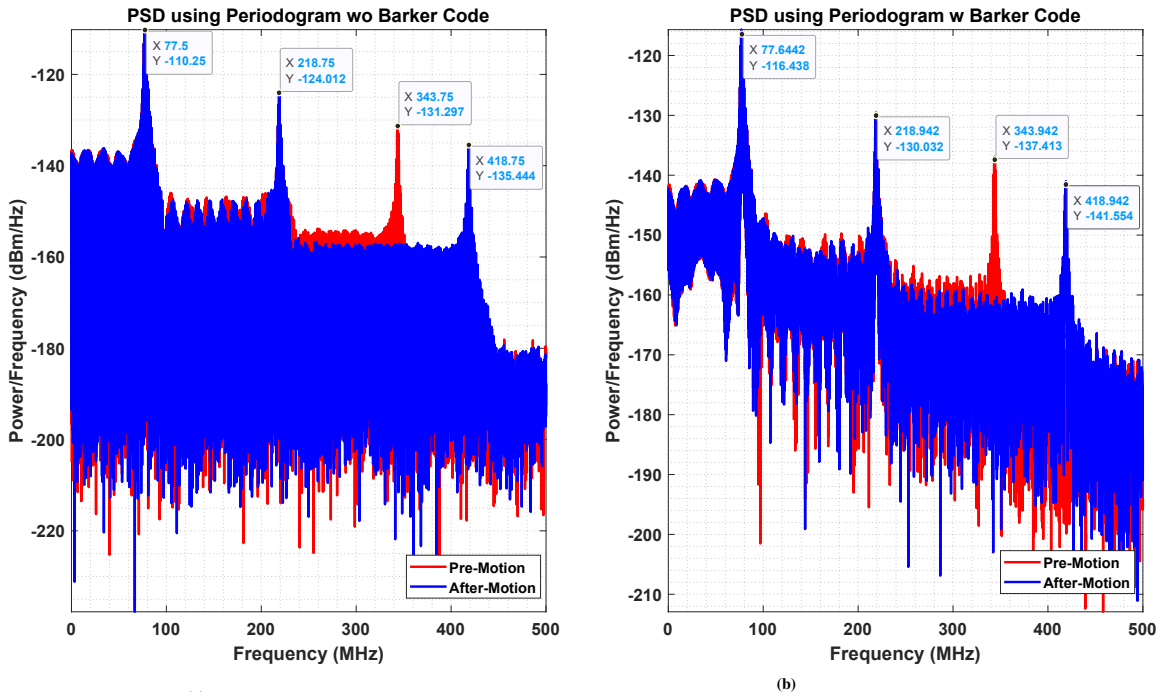 PSD using Periodogram wo Barker Code
X 77.5
Y -110.25
X 218.75
Y -124.012
X 343.75
Y -131.297
X 418.75
Y -135.444
-120
-140
-160
-180
-200
-220
Power/Frequency (dBm/Hz)
Pre-Motion
After-Motion
0 100 200 300 400 500
Frequency (MHz)
PSD using Periodogram w Barker Code
X 77.6442
Y -116.438
X 218.942
Y -130.032
X 343.942
Y -137.413
X 418.942
Y -141.554
-120
-130
-140
-150
-160
-170
-180
-190
-200
-210
Power/Frequency (dBm/Hz)
Pre-Motion
After-Motion
0 100 200 300 400 500
Frequency (MHz)
(b)